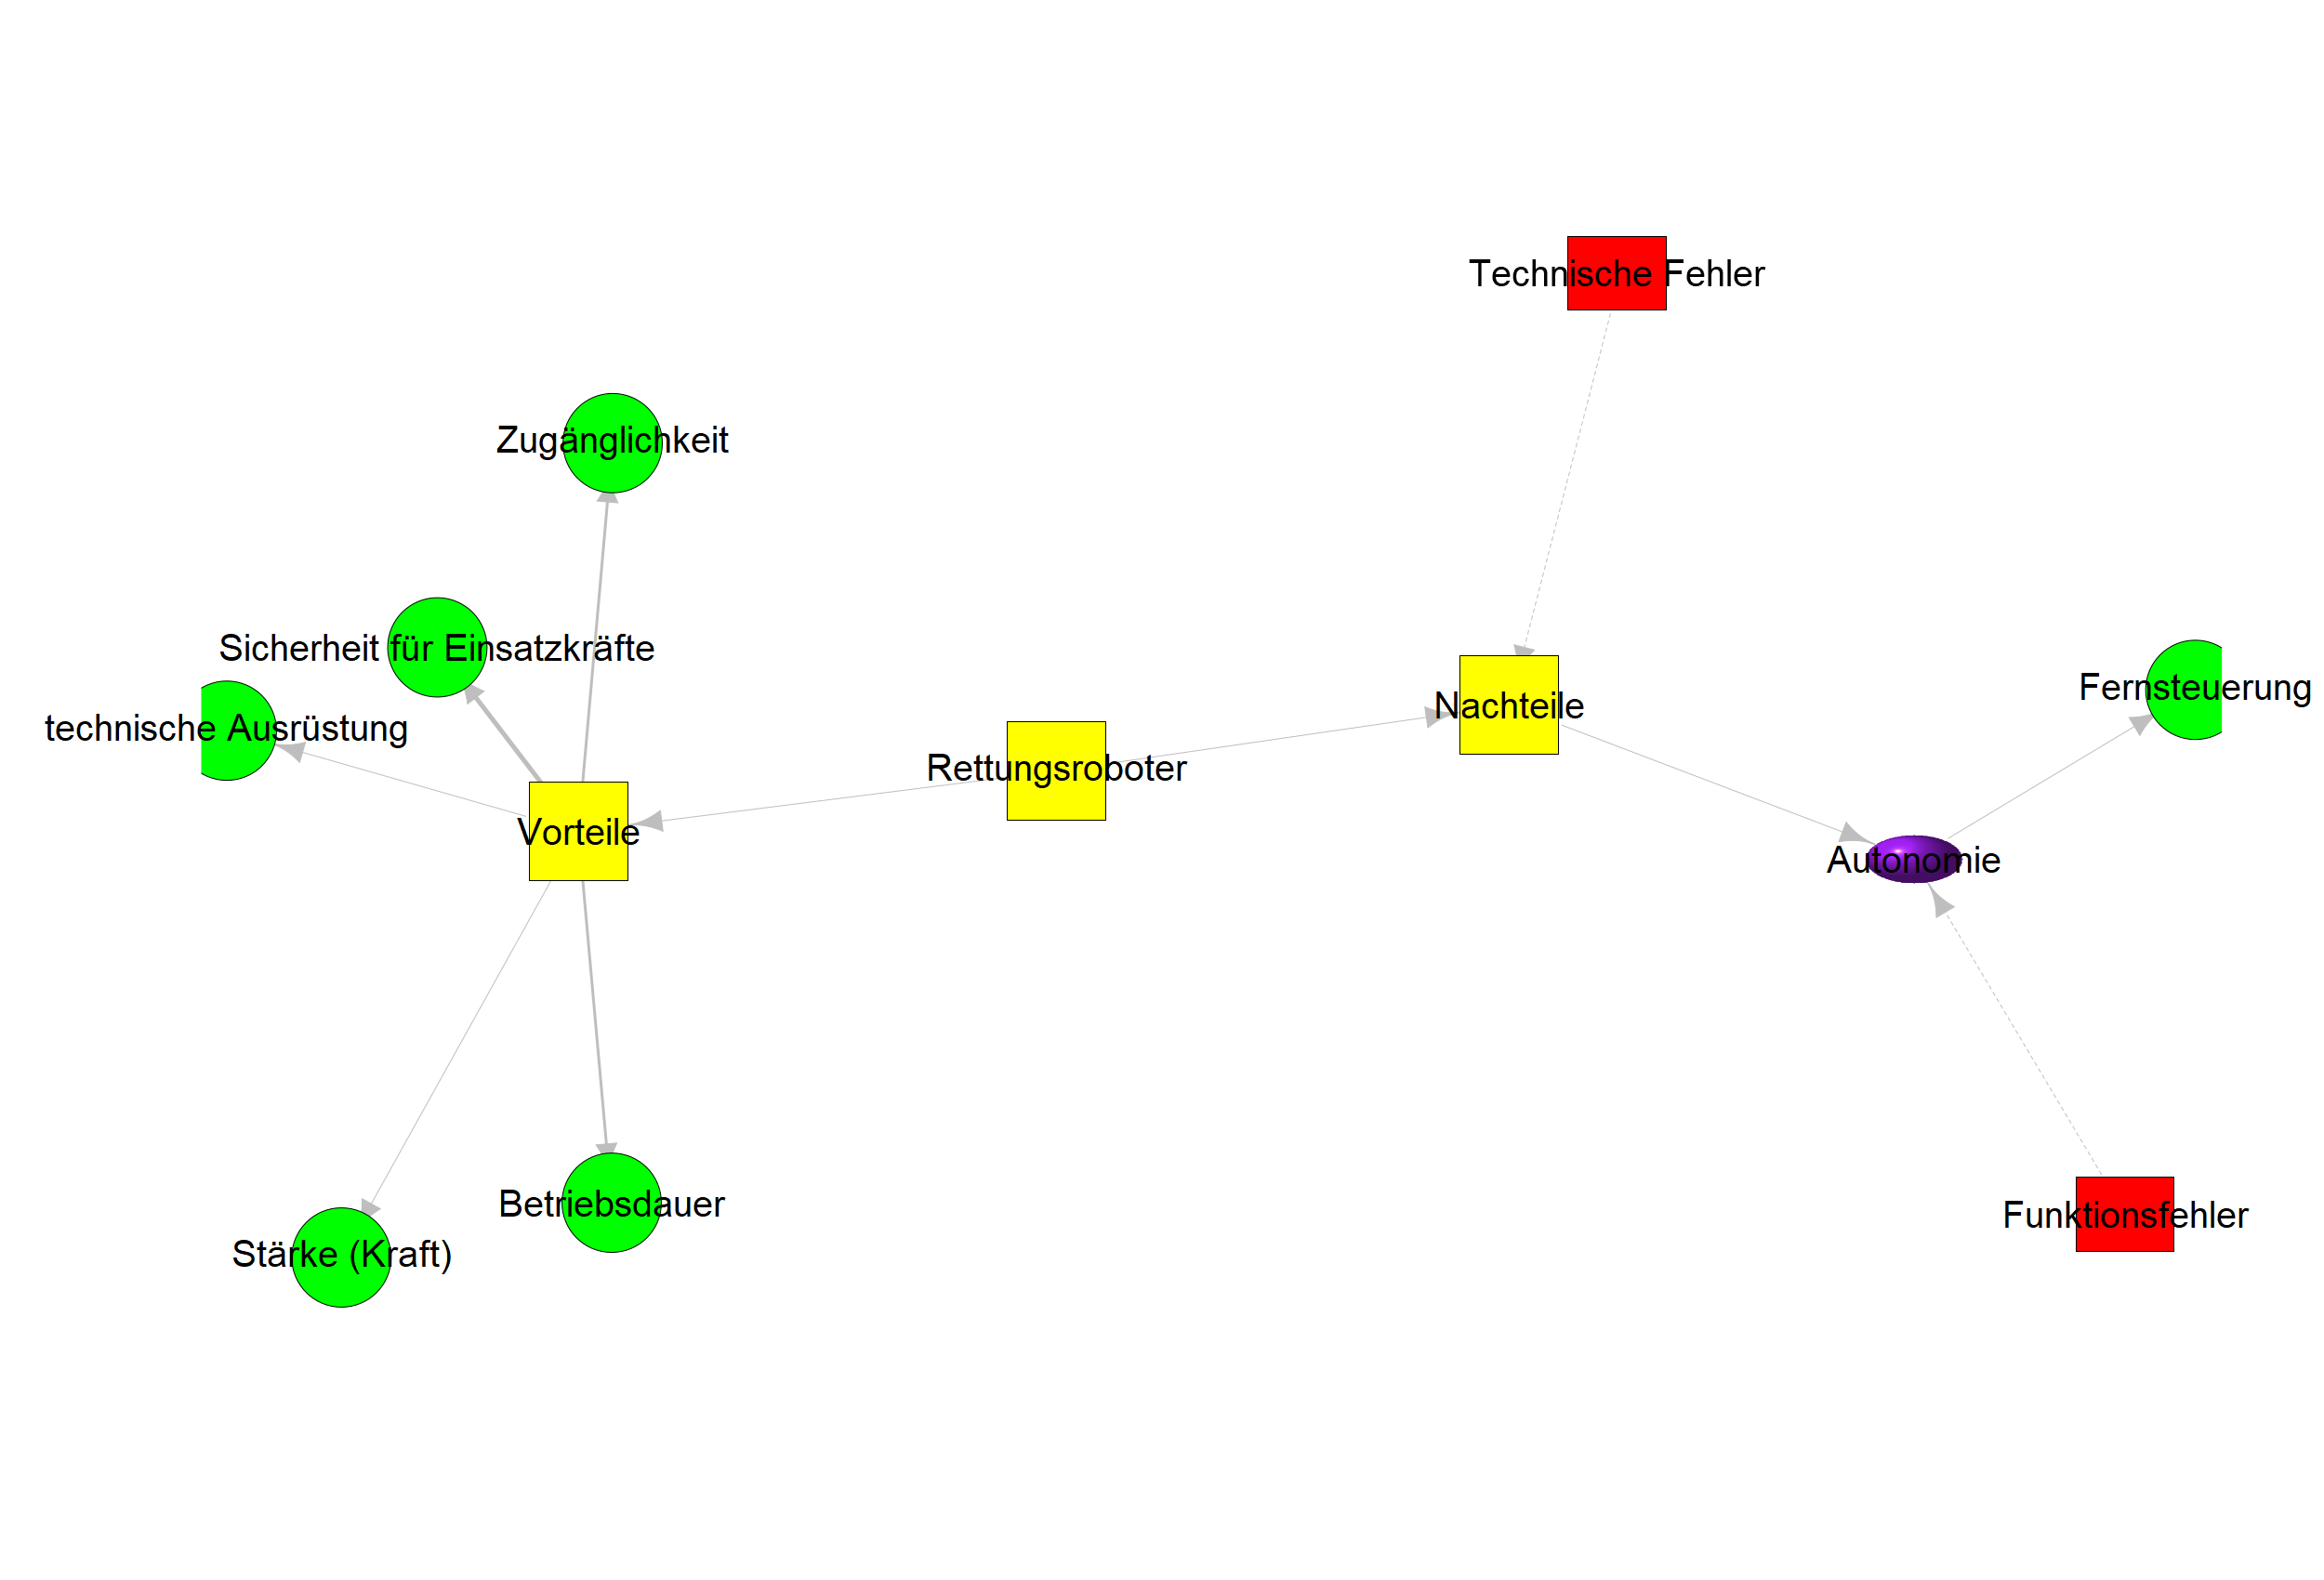 Technische Fehler
Zugänglichkeit
Sicherheit für Einsatzkräfte
Fernsteuerung
Nachteile
technische Ausrüstung
Rettungsroboter
Vorteile
Autonomie
Betriebsdauer
Funktionsfehler
Stärke (Kraft)